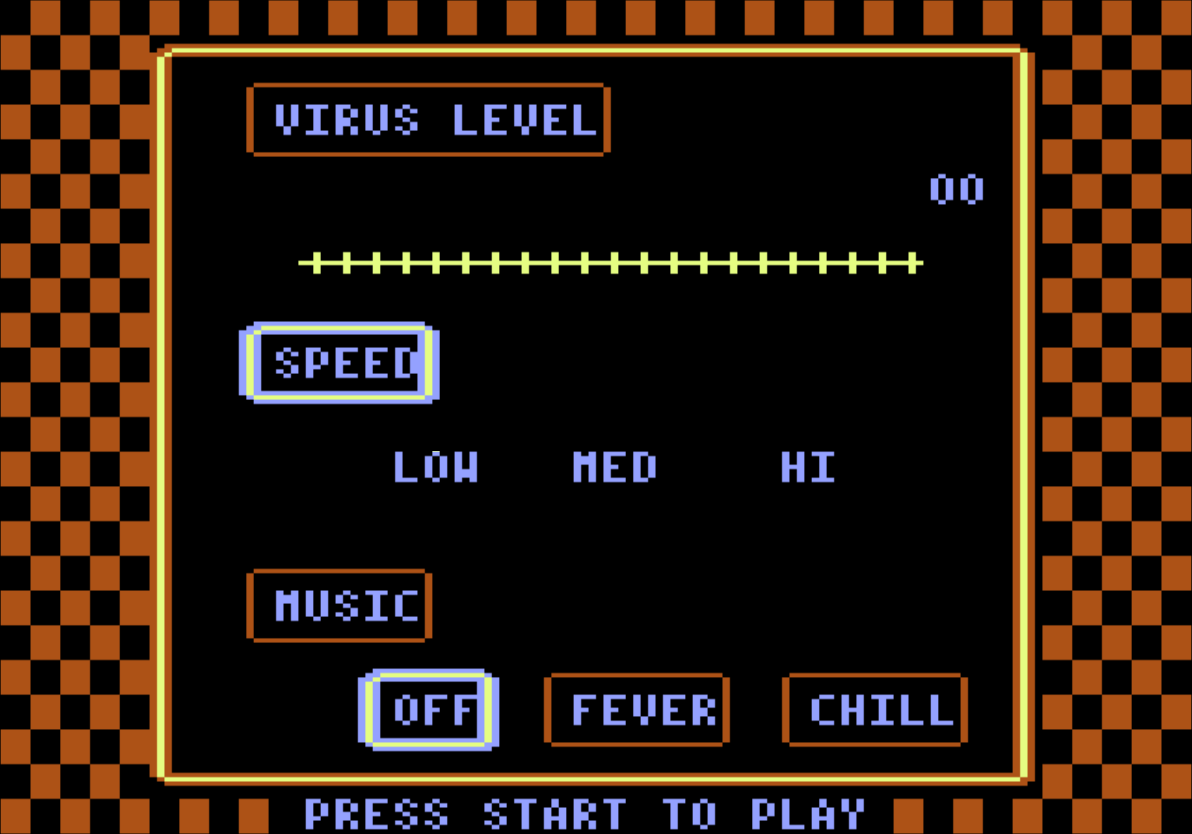 VIRUS LEVEL
00
SPEED
LOW MED HI
MUSIC
OFF FEVER CHILL
PRESS START TO PLAY